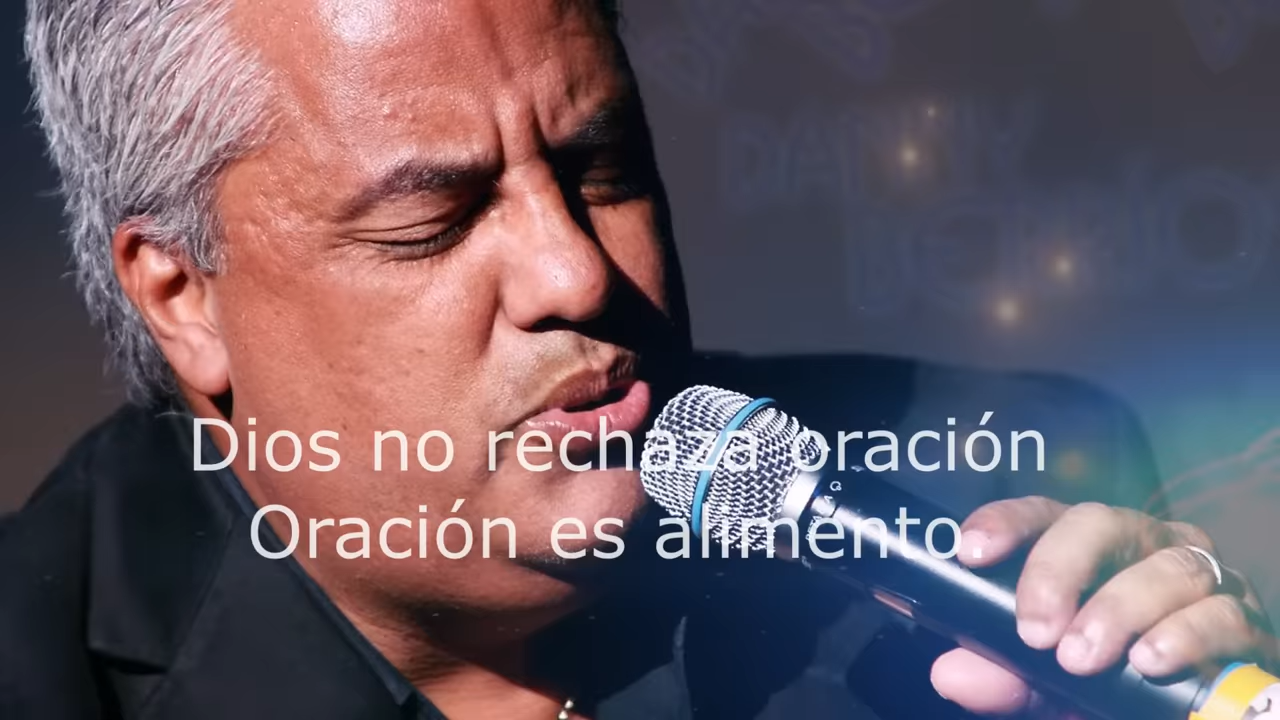 Dios no rechaza oración
Oración es alimento.